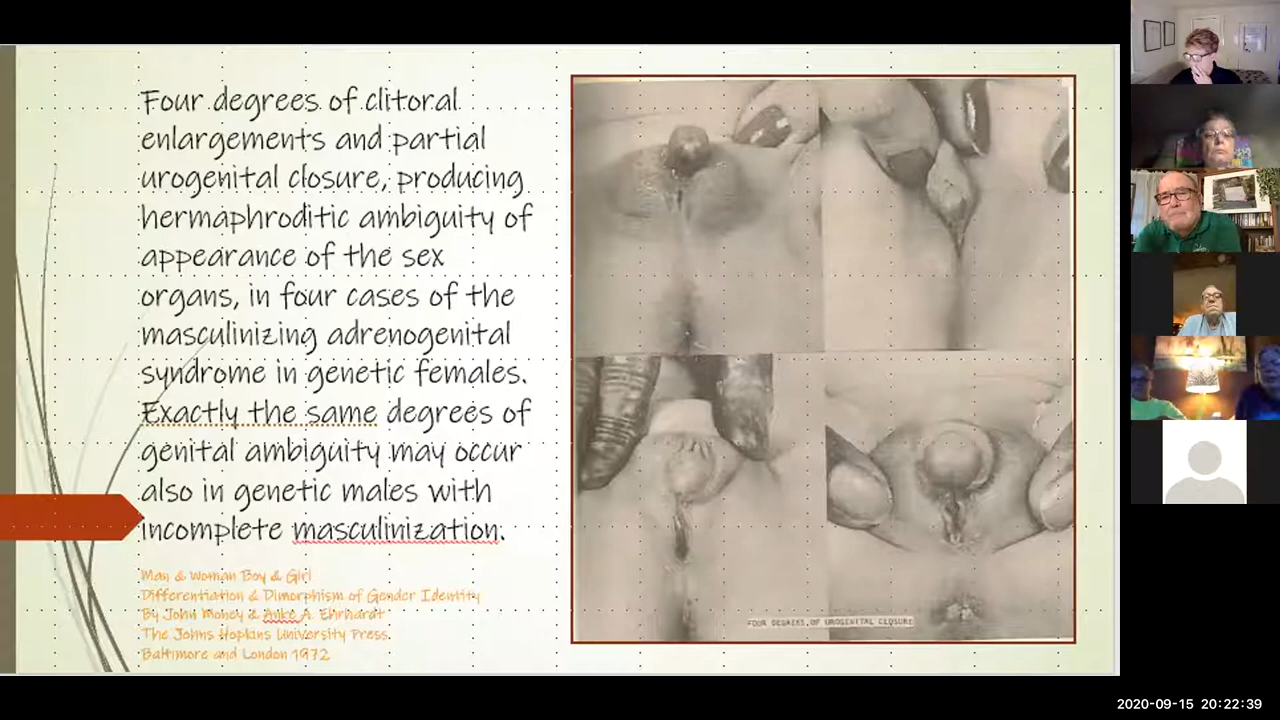 Four degrees of clitoral
enlargements and partial
urogenital closure, producing
hermaphroditic ambiguity of
appearance of the sex
organs, in four cases of the
masculinizing adrenogenital
syndrome in genetic females.
Exactly the same degrees of
genital ambiguity may occur
also in genetic males with
incomplete masculinization.
Man & Woman Boy & Girl
Differentiation & Dimorphism of Gender Identity
By John Money & Anke A. Ehrhardt
The Johns Hopkins University Press
Baltimore and London 1972
FOUR DEGREES OF UROGENITAL CLOSURE
2020-09-15 20:22:39